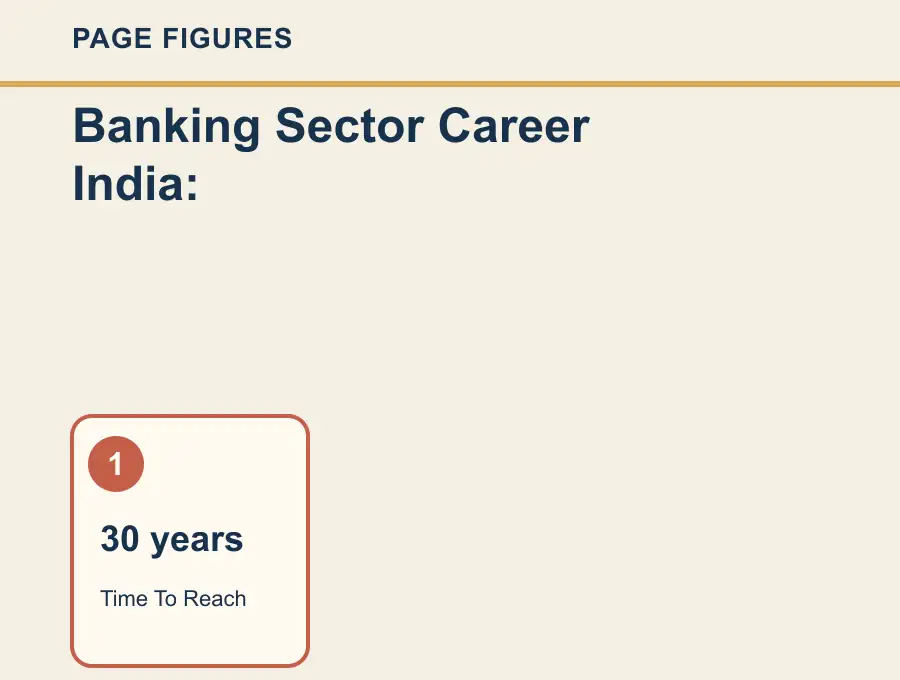 PAGE FIGURES
Banking Sector Career
India:
1
30 years
Time To Reach